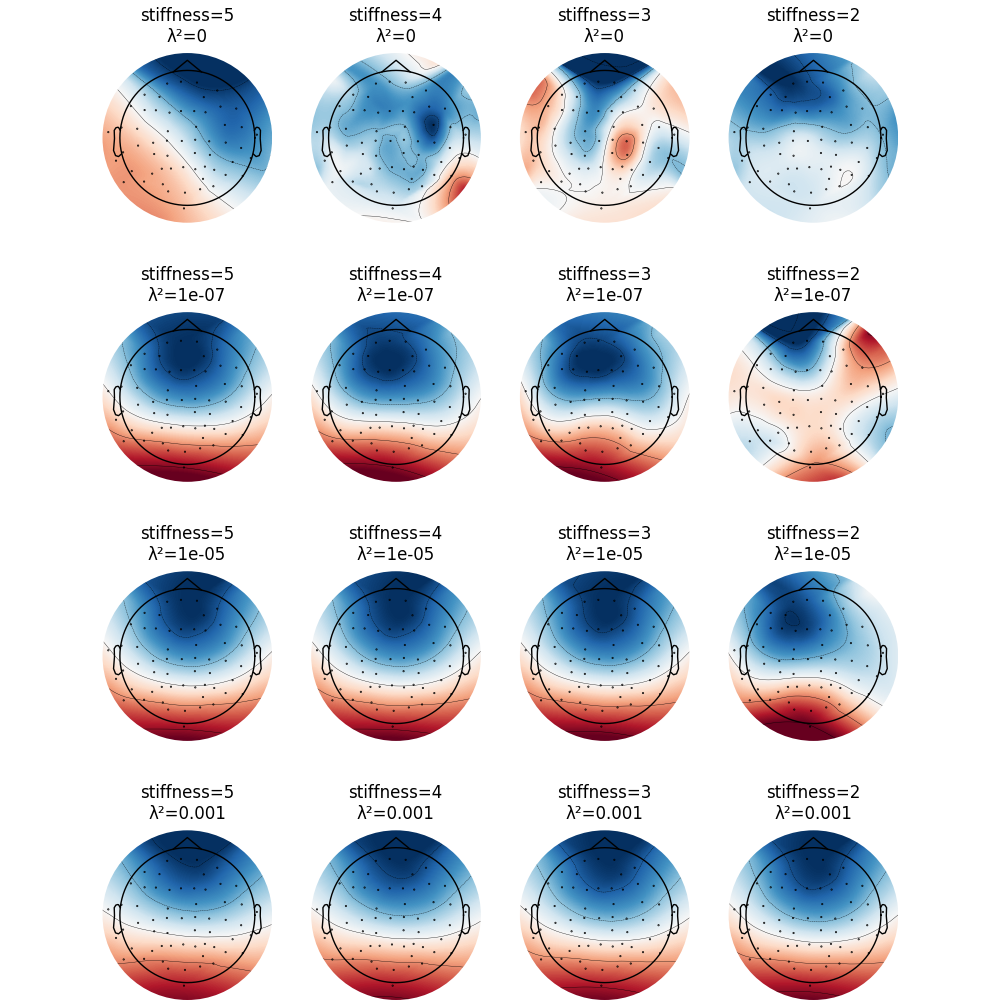 stiffness=5
λ²=0
stiffness=4
λ²=0
stiffness=3
λ²=0
stiffness=2
λ²=0
stiffness=5
λ²=1e-07
stiffness=4
λ²=1e-07
stiffness=3
λ²=1e-07
stiffness=2
λ²=1e-07
stiffness=5
λ²=1e-05
stiffness=4
λ²=1e-05
stiffness=3
λ²=1e-05
stiffness=2
λ²=1e-05
stiffness=5
λ²=0.001
stiffness=4
λ²=0.001
stiffness=3
λ²=0.001
stiffness=2
λ²=0.001